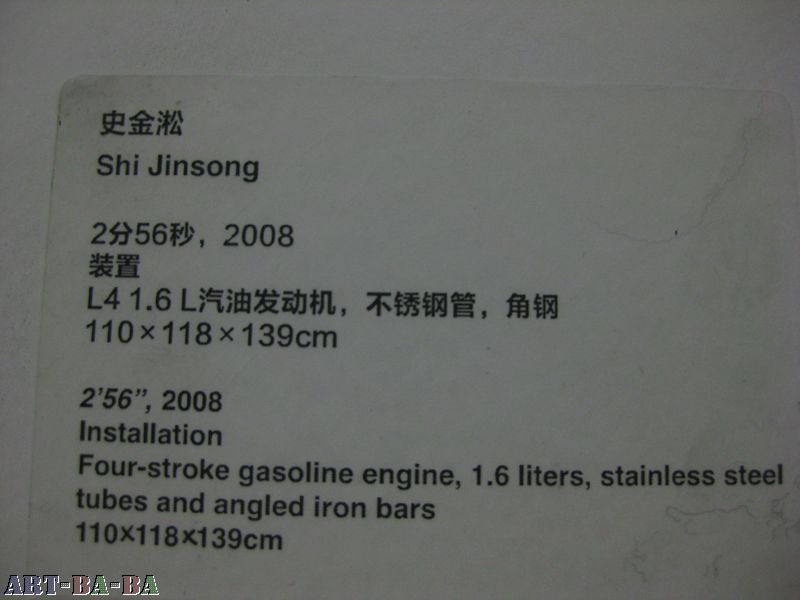 史金淞
Shi Jinsong
2分56秒，2008
装置
L4 1.6 L汽油发动机，不锈钢管，角钢
110×118×139cm
2’56”, 2008
Installation
Four-stroke gasoline engine, 1.6 liters, stainless steel
tubes and angled iron bars
110×118×139cm
ART-BA-BA